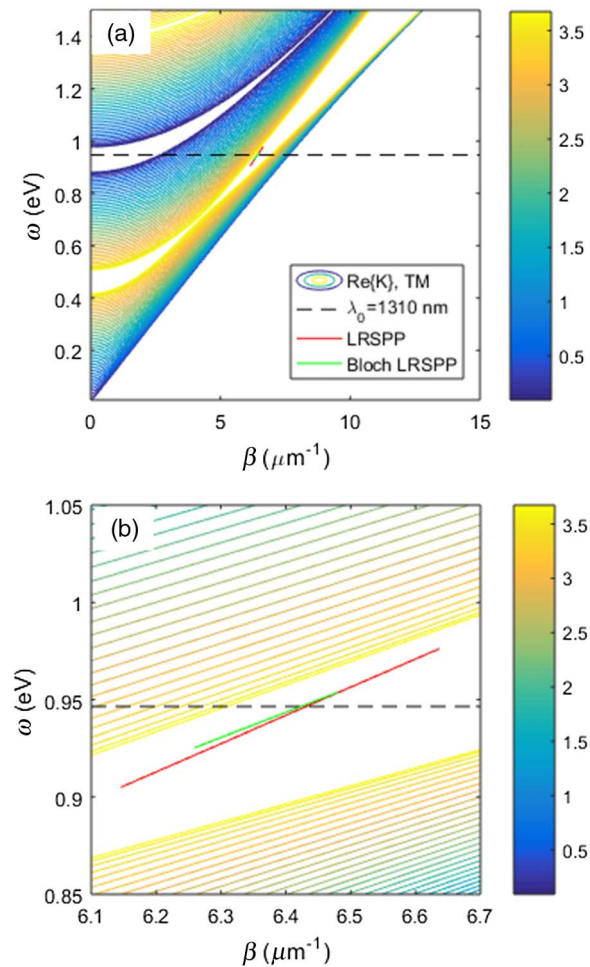 (a)
1.4
1.2
1
0.8
0.6
0.4
0.2
ω (eV)
Re{K}, TM
λ₀=1310 nm
LRSPP
Bloch LRSPP
0 5 10 15
β (μm⁻¹)
3.5
3
2.5
2
1.5
1
0.5
(b)
1.05
1
0.95
0.9
0.85
ω (eV)
6.1 6.2 6.3 6.4 6.5 6.6 6.7
β (μm⁻¹)
3.5
3
2.5
2
1.5
1
0.5